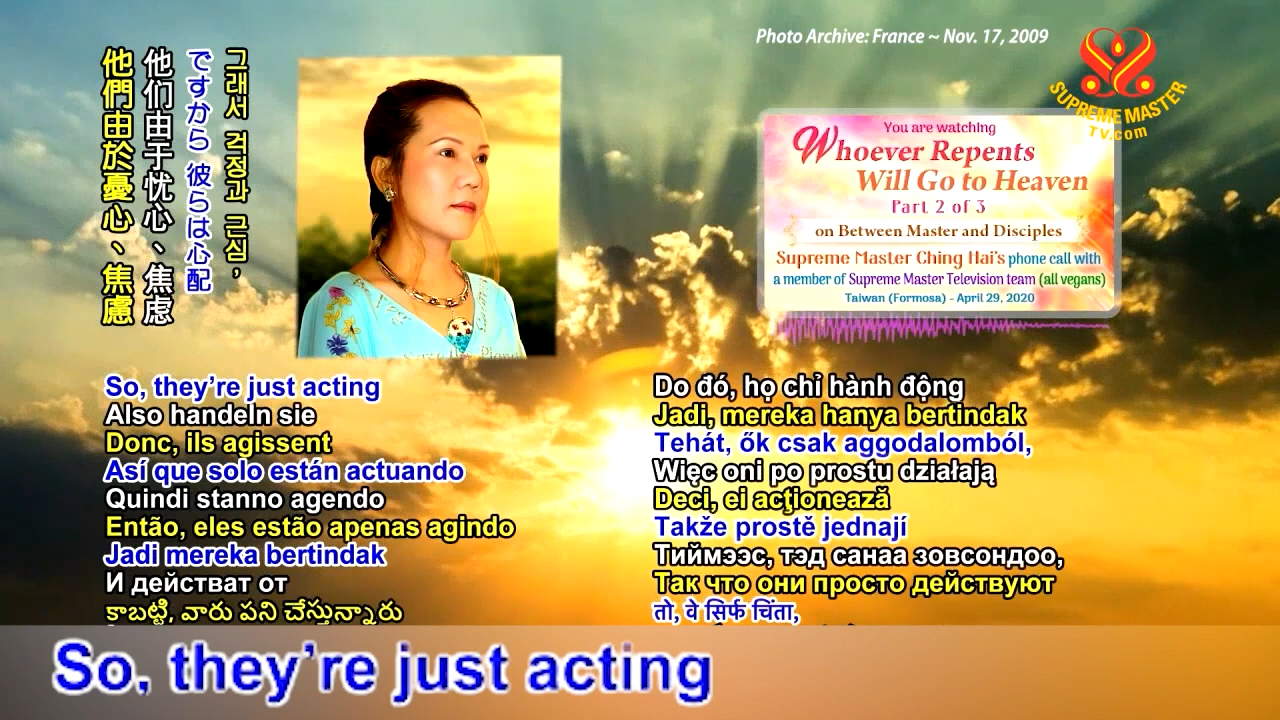 Photo Archive: France ~ Nov. 17, 2009
SUPREME MASTER
TV.com
그래서 걱정과 근심,
ですから 彼らは心配
他们由于忧心、焦虑
他們由於憂心、焦慮
You are watching
Whoever Repents
Will Go to Heaven
Part 2 of 3
on Between Master and Disciples
Supreme Master Ching Hai's phone call with
a member of Supreme Master Television team (all vegans)
Taiwan (Formosa) - April 29, 2020
So, they’re just acting
Also handeln sie
Donc, ils agissent
Así que solo están actuando
Quindi stanno agendo
Então, eles estão apenas agindo
Jadi mereka bertindak
И действат от
కాబట్టి, వారు పని చేస్తున్నారు
Do đó, họ chỉ hành động
Jadi, mereka hanya bertindak
Tehát, ők csak aggodalomból,
Więc oni po prostu działają
Deci, ei acţionează
Takže prostě jednají
Тиймээс, тэд санаа зовсондоо,
Так что они просто действуют
तो, वे सिर्फ चिंता,
So, they’re just acting